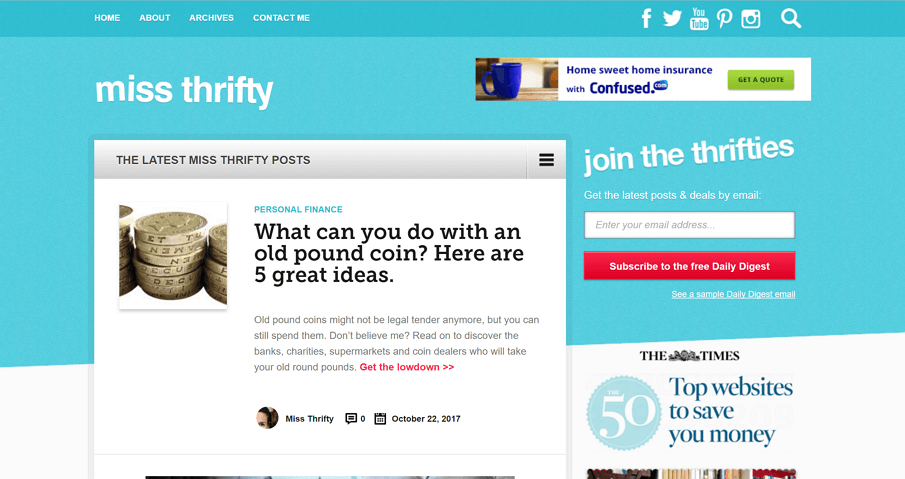 HOME ABOUT ARCHIVES CONTACT ME
You
Tube
miss thrifty
Home sweet home insurance
with Confused.com
GET A QUOTE
THE LATEST MISS THRIFTY POSTS
PERSONAL FINANCE
What can you do with an
old pound coin? Here are
5 great ideas.
Old pound coins might not be legal tender anymore, but you can
still spend them. Don't believe me? Read on to discover the
banks, charities, supermarkets and coin dealers who will take
your old round pounds. Get the lowdown >>
Miss Thrifty 0 October 22, 2017
join the thrifties
Get the latest posts & deals by email:
Enter your email address...
Subscribe to the free Daily Digest
See a sample Daily Digest email
THE TIMES
THE
50
Top websites
to save
you money